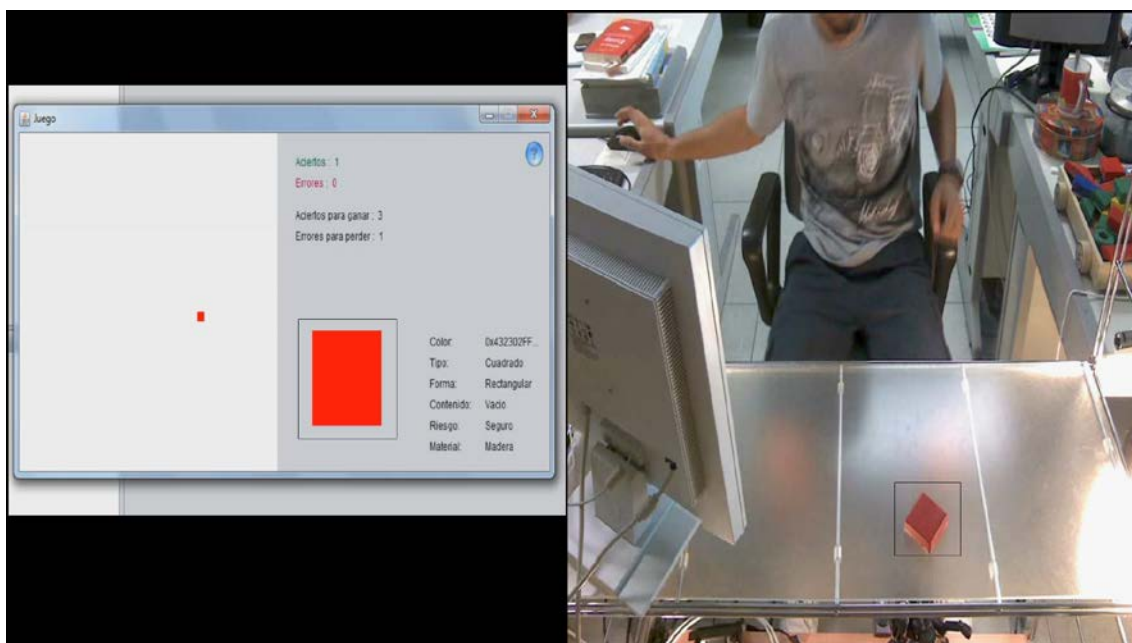 Juego
Aciertos : 1
Errores : 0
Aciertos para ganar : 3
Errores para perder : 1
Color: 0x432302FF...
Tipo: Cuadrado
Forma: Rectangular
Contenido: Vacio
Riesgo: Seguro
Material: Madera